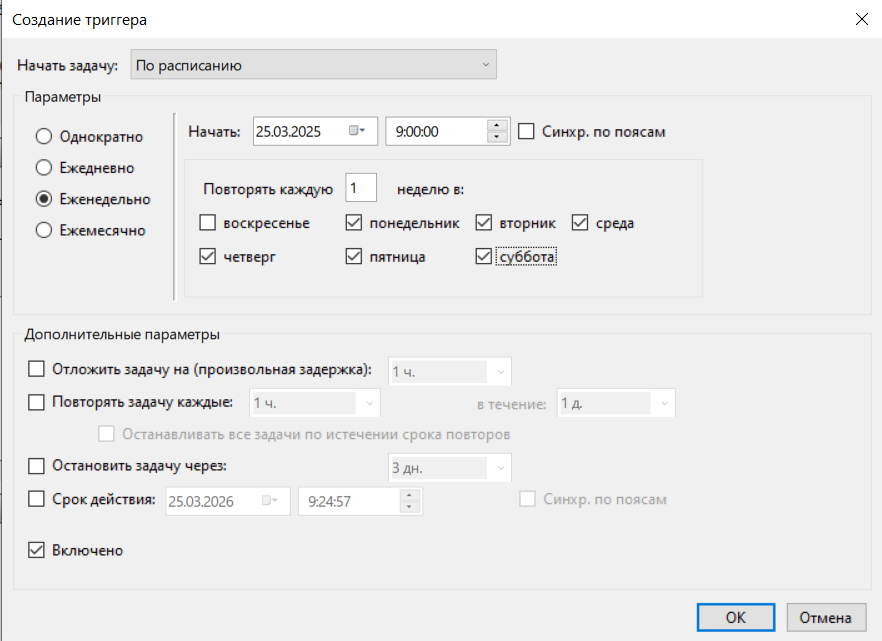 Создание триггера
Начать задачу: По расписанию
Параметры
Однократно
Ежедневно
Еженедельно
Ежемесячно
Начать: 25.03.2025 9:00:00 Синхр. по поясам
Повторять каждую 1 неделю в:
воскресенье понедельник вторник среда
четверг пятница суббота
Дополнительные параметры
Отложить задачу на (произвольная задержка): 1 ч.
Повторять задачу каждые: 1 ч. в течение: 1 д.
Останавливать все задачи по истечении срока повторов
Остановить задачу через: 3 дн.
Срок действия: 25.03.2026 9:24:57 Синхр. по поясам
Включено
ОК Отмена